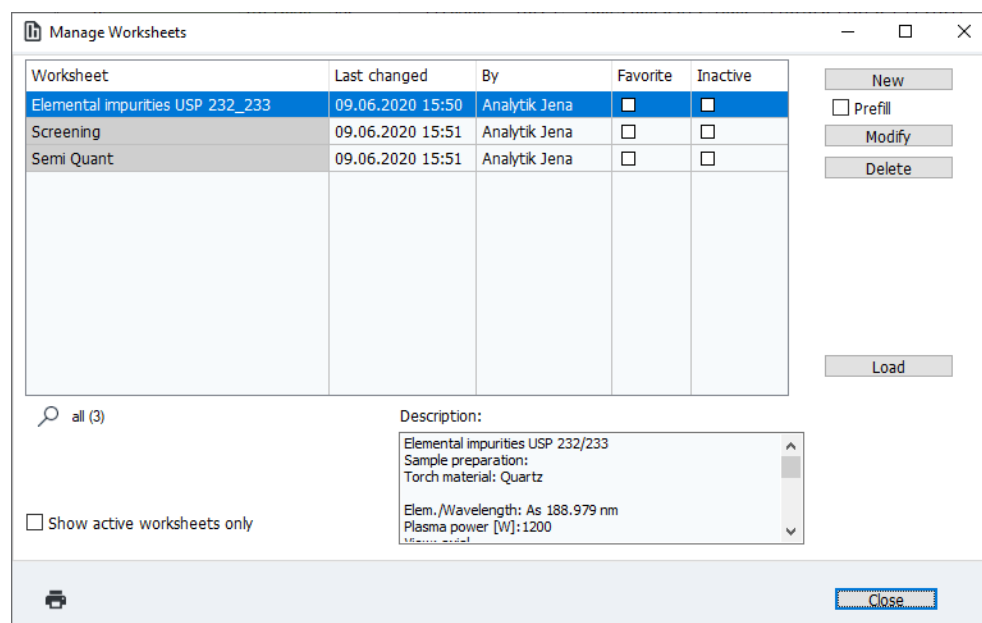 Manage Worksheets
Worksheet Last changed By Favorite Inactive
Elemental impurities USP 232_233 09.06.2020 15:50 Analytik Jena
Screening 09.06.2020 15:51 Analytik Jena
Semi Quant 09.06.2020 15:51 Analytik Jena
New
Prefill
Modify
Delete
Load
all (3)
Description:
Elemental impurities USP 232/233
Sample preparation:
Torch material: Quartz
Elem./Wavelength: As 188.979 nm
Plasma power [W]:1200
Show active worksheets only
Close